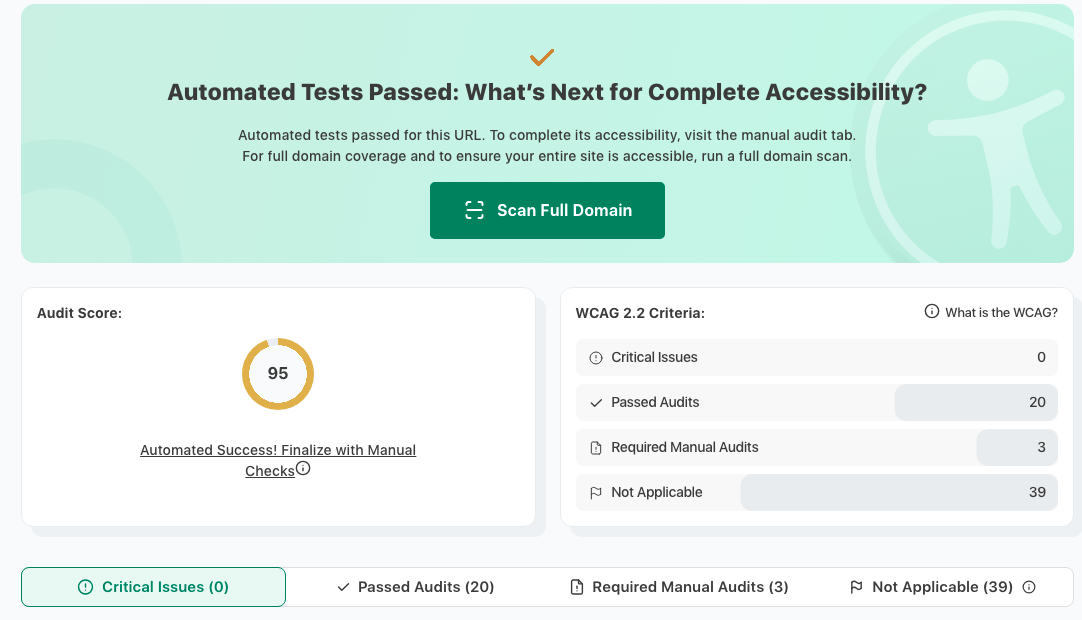 Automated Tests Passed: What's Next for Complete Accessibility?
Automated tests passed for this URL. To complete its accessibility, visit the manual audit tab.
For full domain coverage and to ensure your entire site is accessible, run a full domain scan.
Scan Full Domain
Audit Score:
95
Automated Success! Finalize with Manual
Checks
WCAG 2.2 Criteria:
What is the WCAG?
Critical Issues 0
Passed Audits 20
Required Manual Audits 3
Not Applicable 39
Critical Issues (0) Passed Audits (20) Required Manual Audits (3) Not Applicable (39)